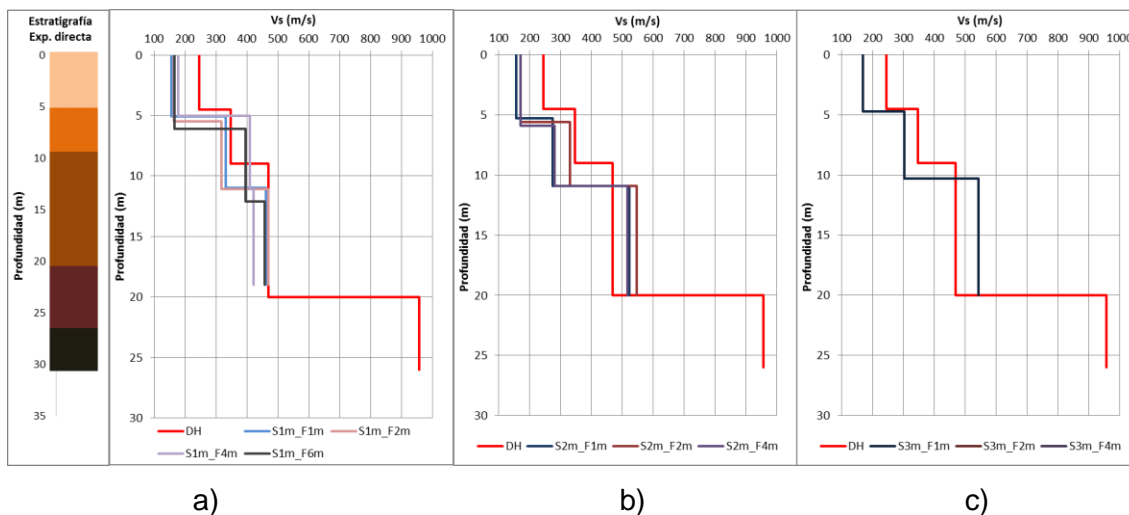 Estratigrafía
Exp. directa
0
5
10
15
20
25
30
35
Profundidad (m)
Vs (m/s)
100 200 300 400 500 600 700 800 900 1000
0
5
10
15
20
25
30
Profundidad (m)
DH S1m_F1m S1m_F2m
S1m_F4m S1m_F6m
a)
Vs (m/s)
100 200 300 400 500 600 700 800 900 1000
0
5
10
15
20
25
30
Profundidad (m)
DH S2m_F1m S2m_F2m S2m_F4m
b)
Vs (m/s)
100 200 300 400 500 600 700 800 900 1000
0
5
10
15
20
25
30
Profundidad (m)
DH S3m_F1m S3m_F2m S3m_F4m
c)